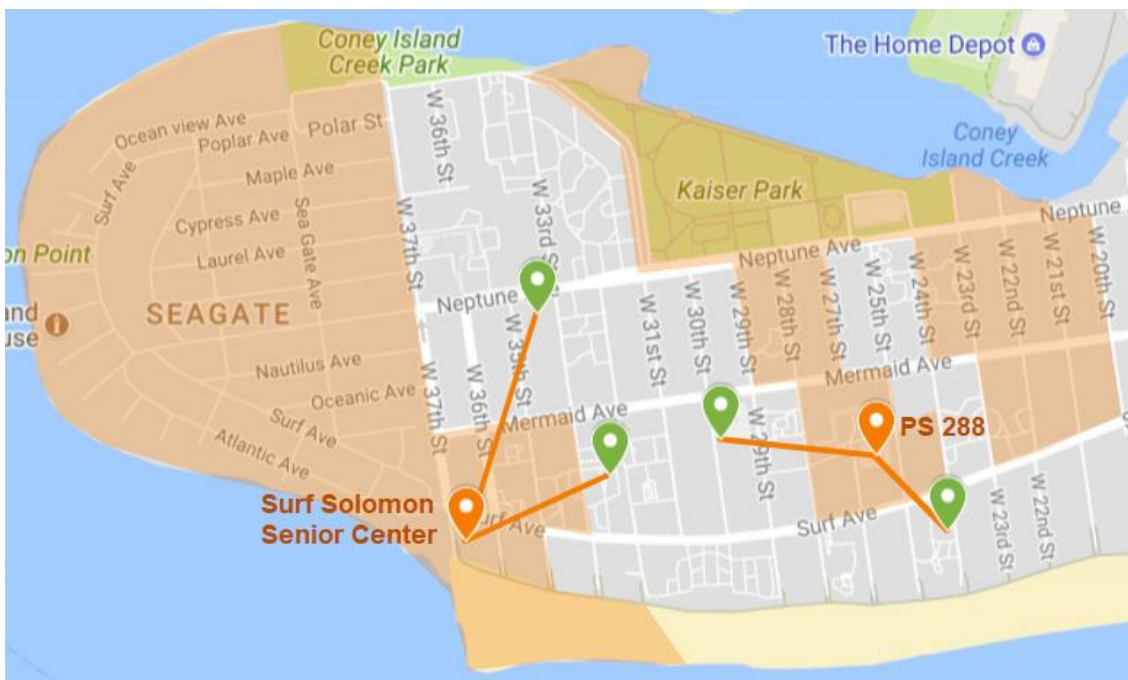 Coney Island
Creek Park
The Home Depot
Coney
Island Creek
Ocean view Ave
Poplar Ave
Polar St
Maple Ave
Surf Ave
Cypress Ave
Sea Gate Ave
Laurel Ave
on Point
SEAGATE
and
use
Nautilus Ave
Oceanic Ave
Surf Ave
Atlantic Ave
W 37th St
W 37th St
W 36th St
W 36th St
W 35th St
W 33rd St
Kaiser Park
Neptune
Neptune Ave
Neptune
W 31st St
W 30th St
W 29th St
W 29th St
W 28th St
W 27th St
W 25th St
W 24th St
W 23rd St
W 22nd St
W 21st St
W 20th St
Mermaid Ave
Mermaid Ave
PS 288
Surf Solomon
Senior Center
urf Ave
Surf Ave
W 23rd St
W 22nd St
S